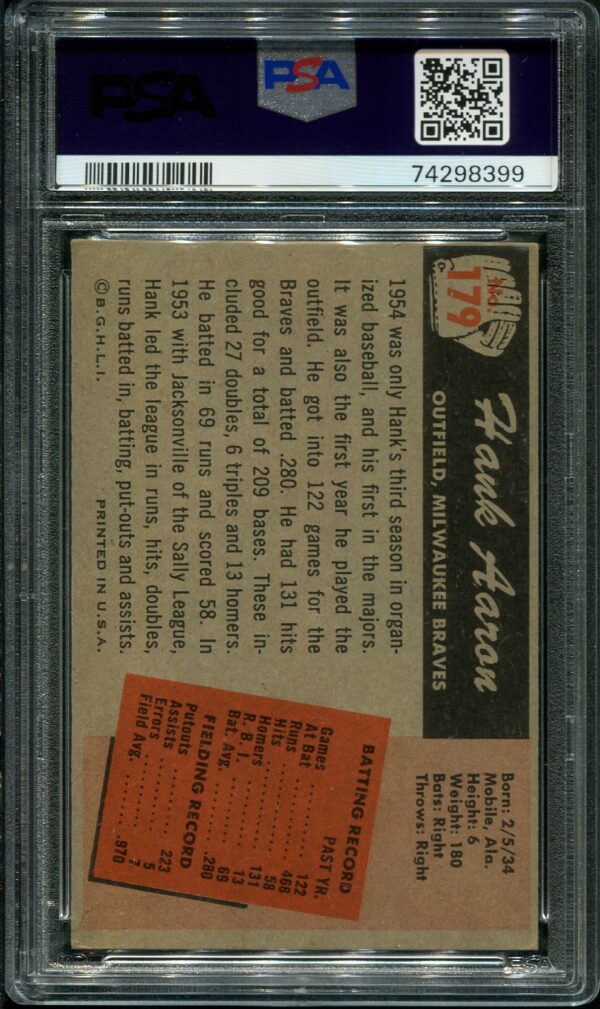 PSA
PSA
74298399
No.
179
Hank Aaron
OUTFIELD, MILWAUKEE BRAVES
Born: 2/5/34
Mobile, Ala.
Height: 6
Weight: 180
Bats: Right
Throws: Right
1954 was only Hank's third season in organ-
ized baseball, and his first in the majors.
It was also the first year he played the
outfield. He got into 122 games for the
Braves and batted .280. He had 131 hits
good for a total of 209 bases. These in-
cluded 27 doubles, 6 triples and 13 homers.
He batted in 69 runs and scored 58. In
1953 with Jacksonville of the Sally League,
Hank led the league in runs, hits, doubles,
runs batted in, batting, put-outs and assists.
©B.G.H.L.I. PRINTED IN U.S.A.
BATTING RECORD
PAST YR.
Games 122
At Bat 468
Runs 58
Hits 131
Homers 13
R. B. I. 69
Bat. Avg. .280
FIELDING RECORD
Putouts 223
Assists 5
Errors 7
Field Avg. .970
PSA